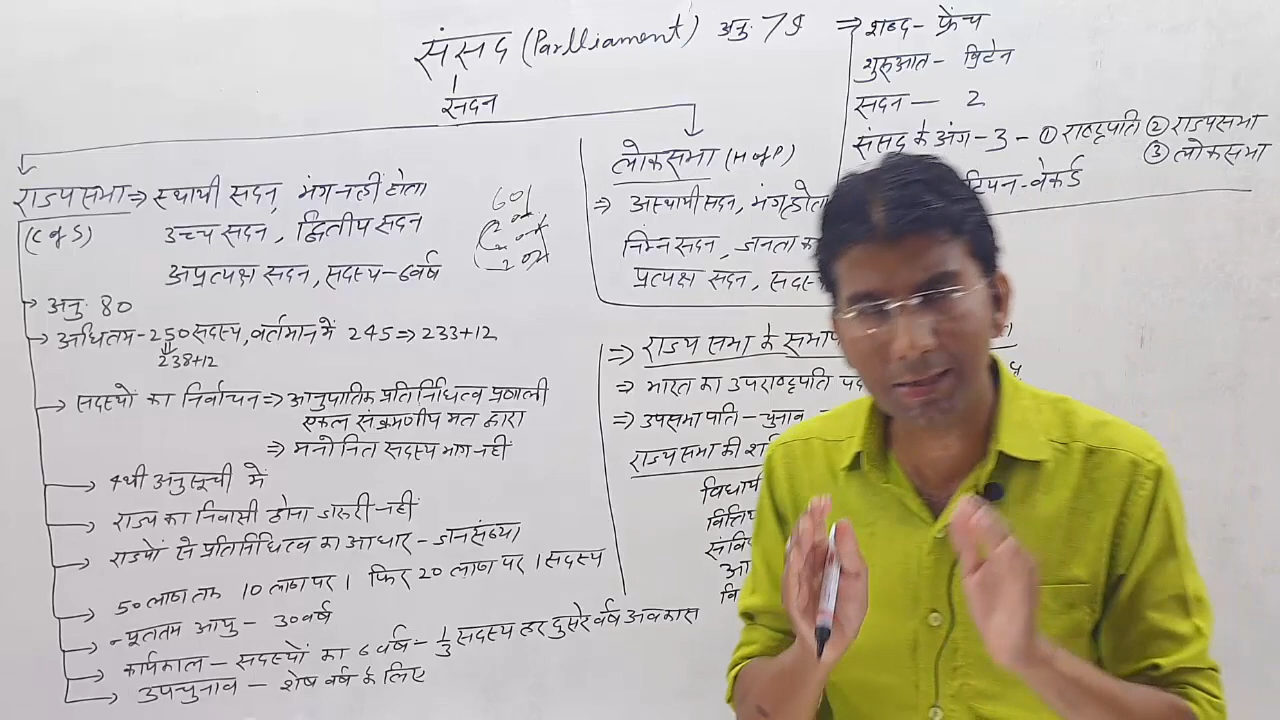 संसद (Parlliament) अनु. 79
सदन
⇒ शब्द - फ्रेंच
शुरुआत - ब्रिटेन
सदन — 2
संसद के अंग - 3 - ① राष्ट्रपति ② राज्यसभा
③ लोकसभा
राज्यसभा ⇒ स्थायी सदन, भंग नहीं होता
(C of S) उच्च सदन, द्वितीय सदन
अप्रत्यक्ष सदन, सदस्य - 6 वर्ष
अनु. 80
अधितम - 250 सदस्य, वर्तमान में 245 ⇒ 233+12
238+12
सदस्यों का निर्वाचन ⇒ आनुपातिक प्रतिनिधित्व प्रणाली
एकल संक्रमणीय मत द्वारा
⇒ मनोनित सदस्य भाग नहीं
4थी अनुसूची में
राज्य का निवासी होना जरुरी नहीं
राज्यों से प्रतिनिधित्व का आधार - जनसंख्या
50 लाख तक 10 लाख पर 1 फिर 20 लाख पर 1 सदस्य
न्यूनतम आयु - 30 वर्ष
कार्यकाल - सदस्यों का 6 वर्ष - 1/3 सदस्य हर दुसरे वर्ष अवकास
उपचुनाव - शेष वर्ष के लिए
लोकसभा (H of P)
⇒ अस्थायी सदन, भंग होता
निम्न सदन, जनता का
प्रत्यक्ष सदन,
⇒ राज्य सभा के
⇒ भारत का उपराष्ट्रपति
⇒ उपसभापति - चुनाव
राज्यसभा की